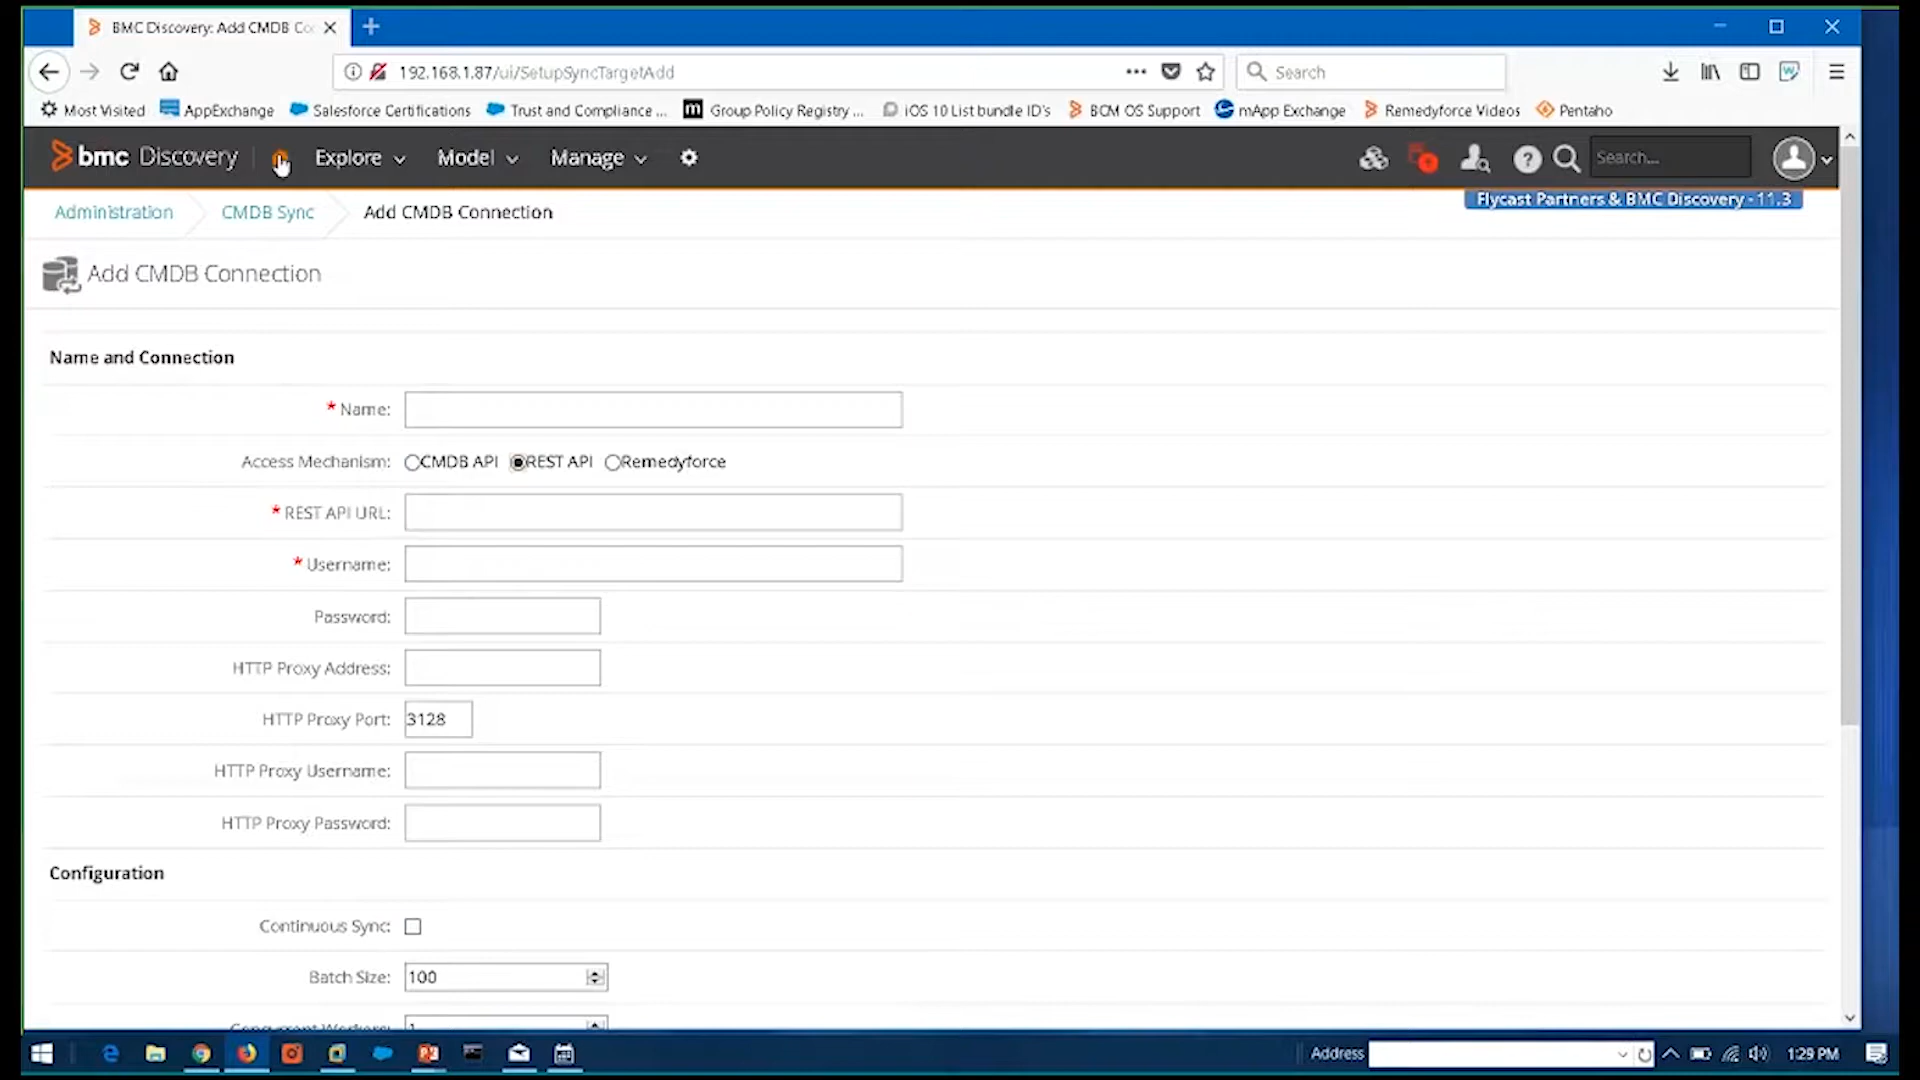 BMC Discovery: Add CMDB Co
192.168.1.87/ui/SetupSyncTargetAdd
Search
Most Visited AppExchange Salesforce Certifications Trust and Compliance ... Group Policy Registry ... iOS 10 List bundle ID's BCM OS Support mApp Exchange Remedyforce Videos Pentaho
bmc Discovery Explore Model Manage Search...
Administration CMDB Sync Add CMDB Connection
Flycast Partners & BMC Discovery - 11.3
Add CMDB Connection
Name and Connection
* Name:
Access Mechanism: CMDB API REST API Remedyforce
* REST API URL:
* Username:
Password:
HTTP Proxy Address:
HTTP Proxy Port: 3128
HTTP Proxy Username:
HTTP Proxy Password:
Configuration
Continuous Sync:
Batch Size: 100
Concurrent Workers: 1
Address 1:29 PM